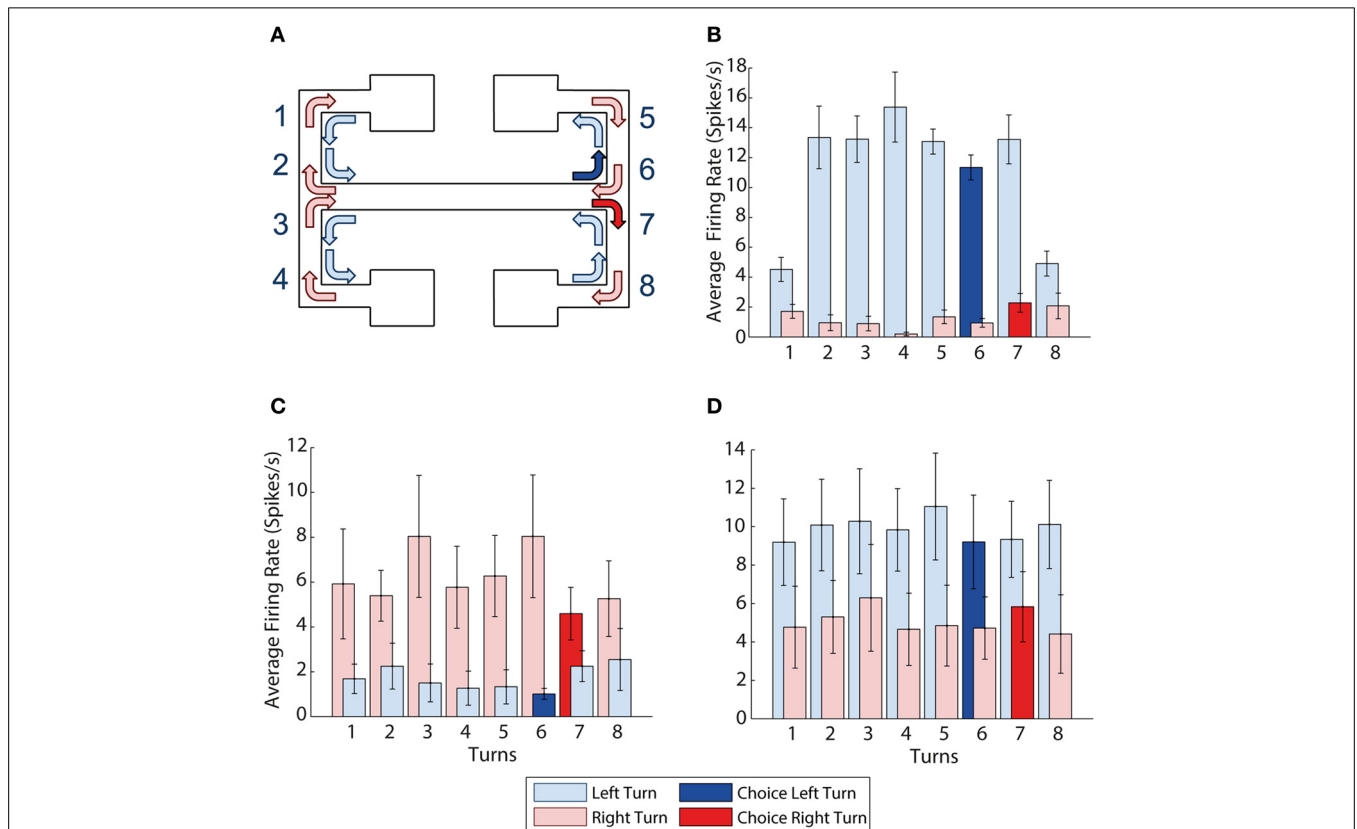 A
1
2
3
4
5
6
7
8
B
Average Firing Rate (Spikes/s)
18
16
14
12
10
8
6
4
2
0
1 2 3 4 5 6 7 8
C
Average Firing Rate (Spikes/s)
12
10
8
6
4
2
0
1 2 3 4 5 6 7 8
Turns
D
14
12
10
8
6
4
2
0
1 2 3 4 5 6 7 8
Turns
Left Turn Choice Left Turn
Right Turn Choice Right Turn